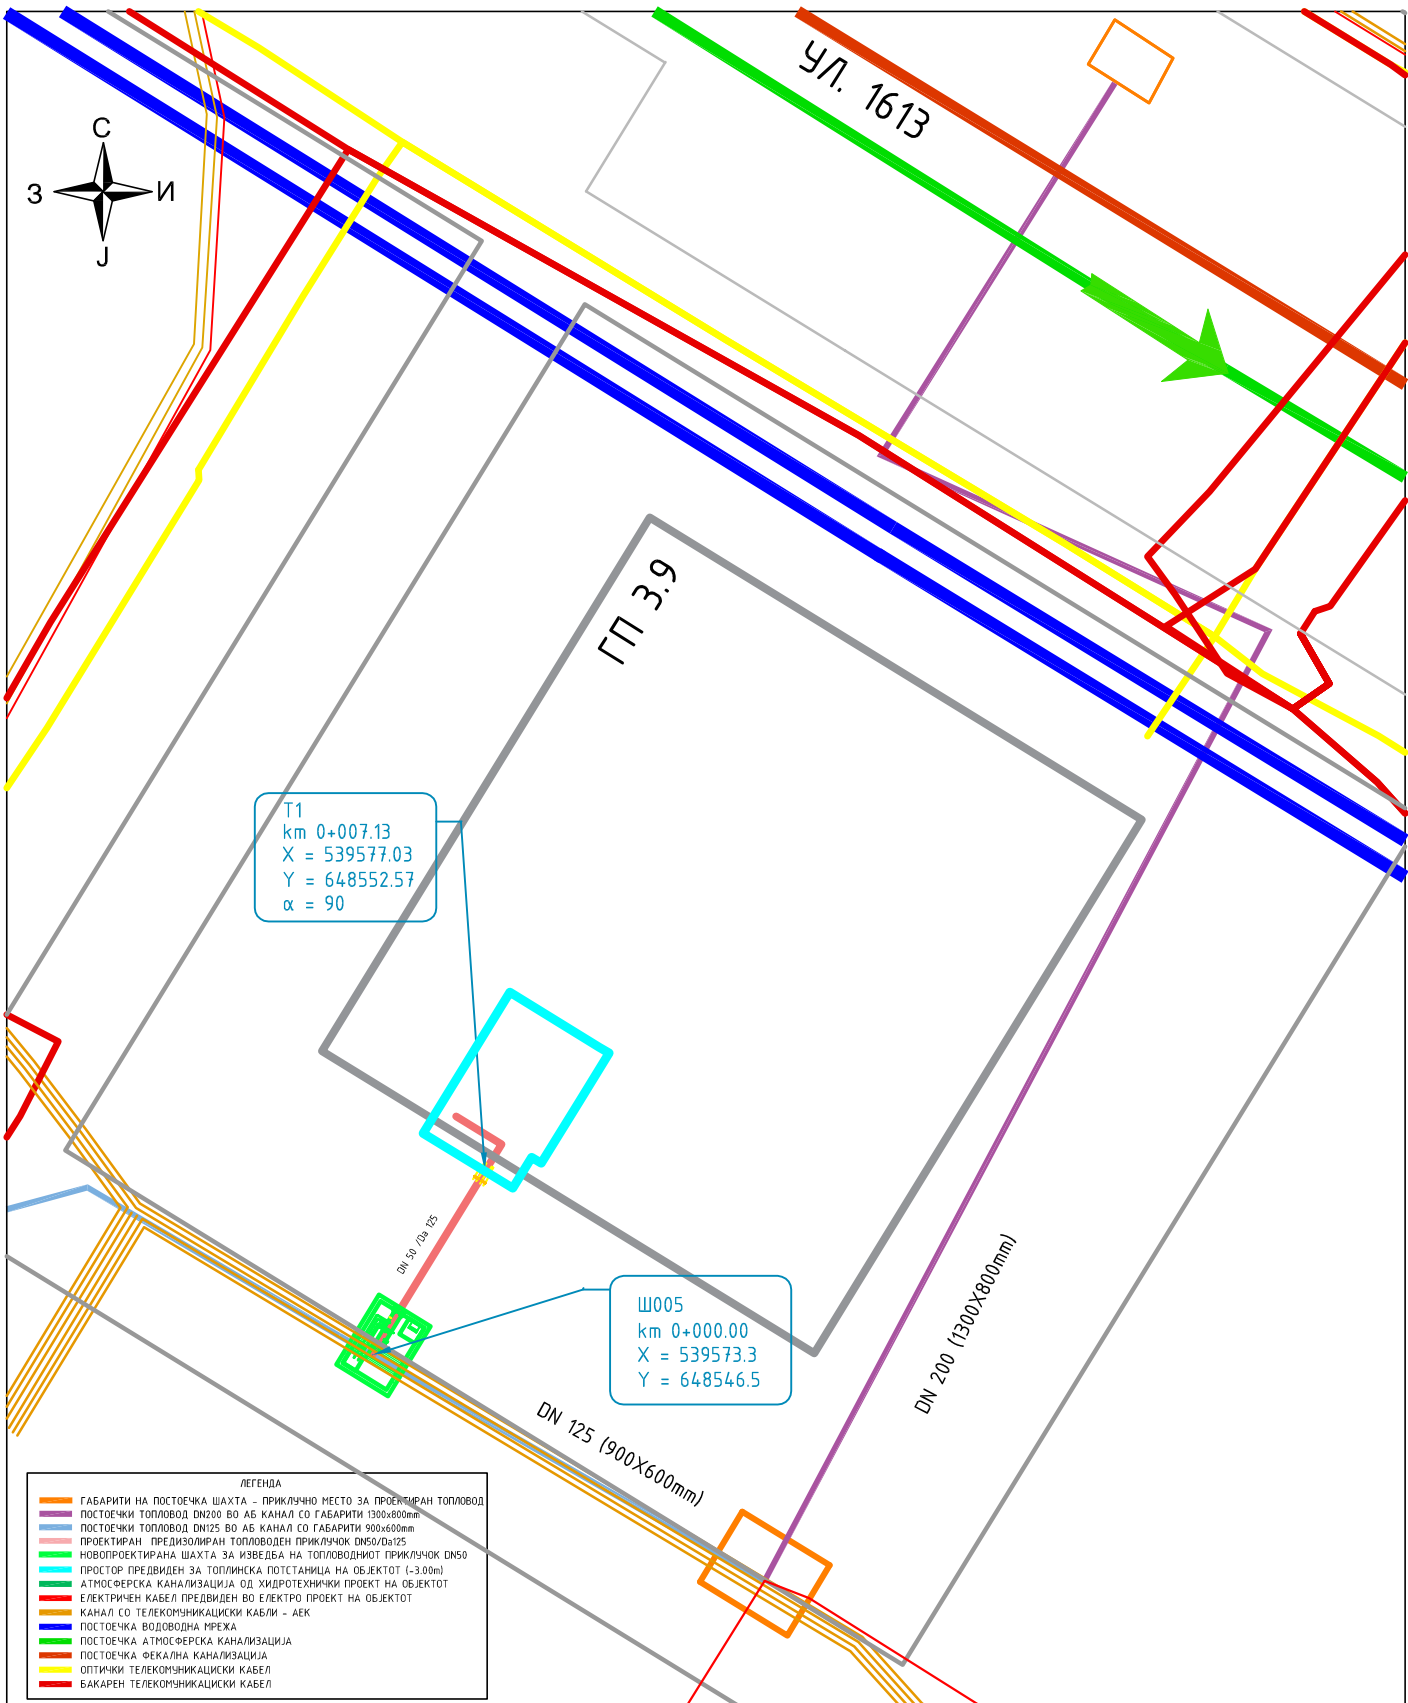 УЛ. 1613
С
З
И
Ј
ГП 3.9
Т1
km 0+007.13
X = 539577.03
Y = 648552.57
α = 90
DN 50 /Da 125
Ш005
km 0+000.00
X = 539573.3
Y = 648546.5
DN 200 (1300X800mm)
DN 125 (900X600mm)
ЛЕГЕНДА
ГАБАРИТИ НА ПОСТОЕЧКА ШАХТА - ПРИКЛУЧНО МЕСТО ЗА ПРОЕКТИРАН ТОПЛОВОД
ПОСТОЕЧКИ ТОПЛОВОД DN200 ВО АБ КАНАЛ СО ГАБАРИТИ 1300x800mm
ПОСТОЕЧКИ ТОПЛОВОД DN125 ВО АБ КАНАЛ СО ГАБАРИТИ 900x600mm
ПРОЕКТИРАН ПРЕДИЗОЛИРАН ТОПЛОВОДЕН ПРИКЛУЧОК DN50/Da125
НОВОПРОЕКТИРАНА ШАХТА ЗА ИЗВЕДБА НА ТОПЛОВОДНИОТ ПРИКЛУЧОК DN50
ПРОСТОР ПРЕДВИДЕН ЗА ТОПЛИНСКА ПОТСТАНИЦА НА ОБЈЕКТОТ (-3.00m)
АТМОСФЕРСКА КАНАЛИЗАЦИЈА ОД ХИДРОТЕХНИЧКИ ПРОЕКТ НА ОБЈЕКТОТ
ЕЛЕКТРИЧЕН КАБЕЛ ПРЕДВИДЕН ВО ЕЛЕКТРО ПРОЕКТ НА ОБЈЕКТОТ
КАНАЛ СО ТЕЛЕКОМУНИКАЦИСКИ КАБЛИ - АЕК
ПОСТОЕЧКА ВОДОВОДНА МРЕЖА
ПОСТОЕЧКА АТМОСФЕРСКА КАНАЛИЗАЦИЈА
ПОСТОЕЧКА ФЕКАЛНА КАНАЛИЗАЦИЈА
ОПТИЧКИ ТЕЛЕКОМУНИКАЦИСКИ КАБЕЛ
БАКАРЕН ТЕЛЕКОМУНИКАЦИСКИ КАБЕЛ